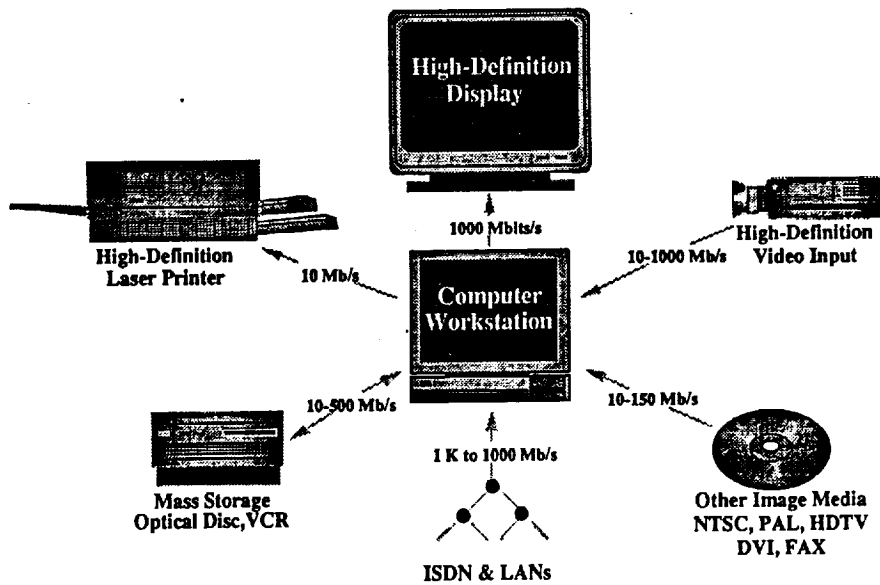 High-Definition
Display
1000 Mbits/s
High-Definition
Laser Printer
10 Mb/s
High-Definition
Video Input
10-1000 Mb/s
Computer
Workstation
10-500 Mb/s
10-150 Mb/s
1 K to 1000 Mb/s
Mass Storage
Optical Disc,VCR
Other Image Media
NTSC, PAL, HDTV
DVI, FAX
ISDN & LANs